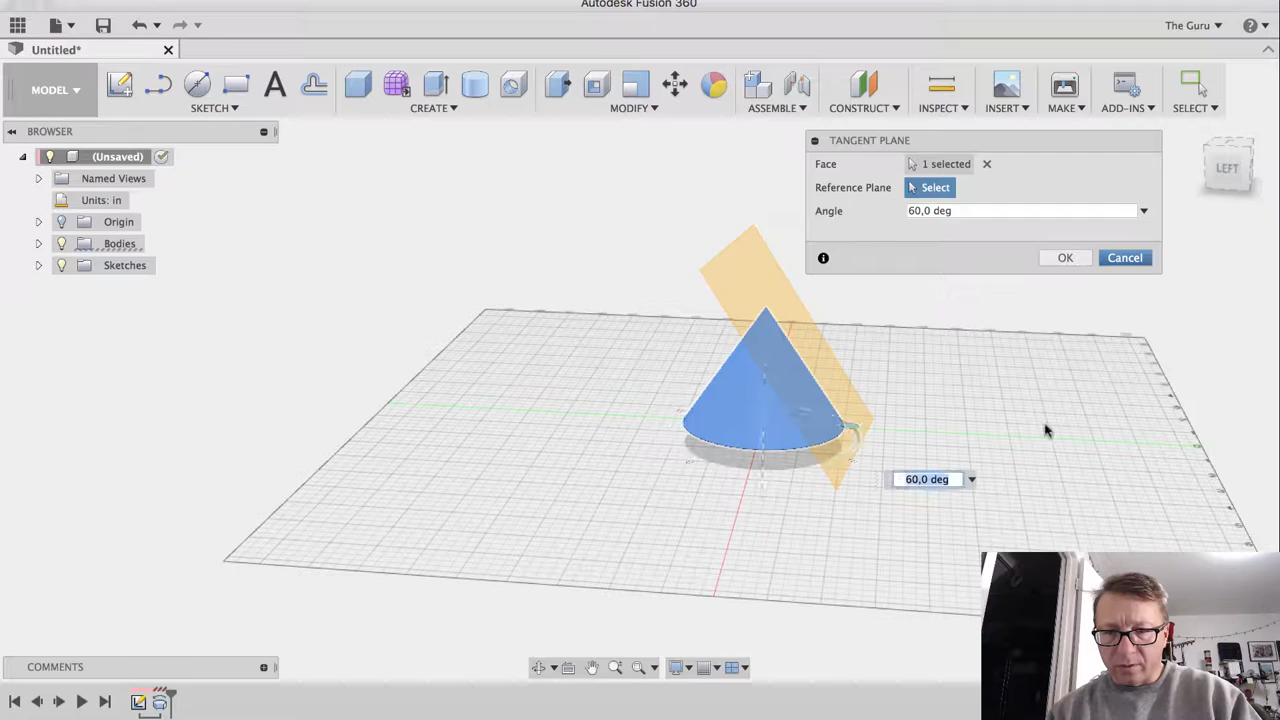 Autodesk Fusion 360
The Guru
Untitled*
MODEL
SKETCH
CREATE
MODIFY
ASSEMBLE
CONSTRUCT
INSPECT
INSERT
MAKE
ADD-INS
SELECT
BROWSER
(Unsaved)
Named Views
Units: in
Origin
Bodies
Sketches
TANGENT PLANE
Face 1 selected
Reference Plane Select
Angle 60,0 deg
OK Cancel
LEFT
60,0 deg
COMMENTS